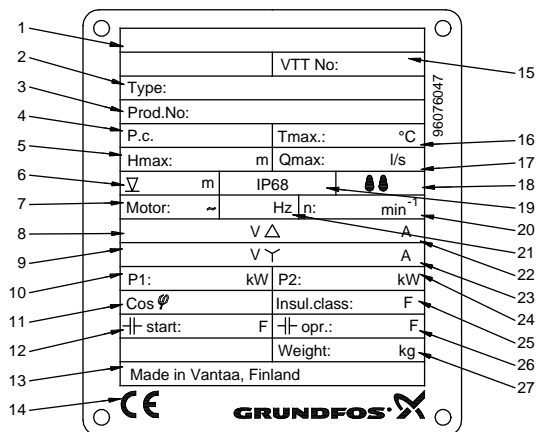 1
2
3
4
5
6
7
8
9
10
11
12
13
14
VTT No:
Type:
Prod.No:
P.c. Tmax.: °C
Hmax: m Qmax: l/s
m IP68
Motor: ~ Hz n: min⁻¹
V △ A
V Y A
P1: kW P2: kW
Cos φ Insul.class: F
start: F opr.: F
Weight: kg
Made in Vantaa, Finland
CE GRUNDFOS
96076047
15
16
17
18
19
20
21
22
23
24
25
26
27